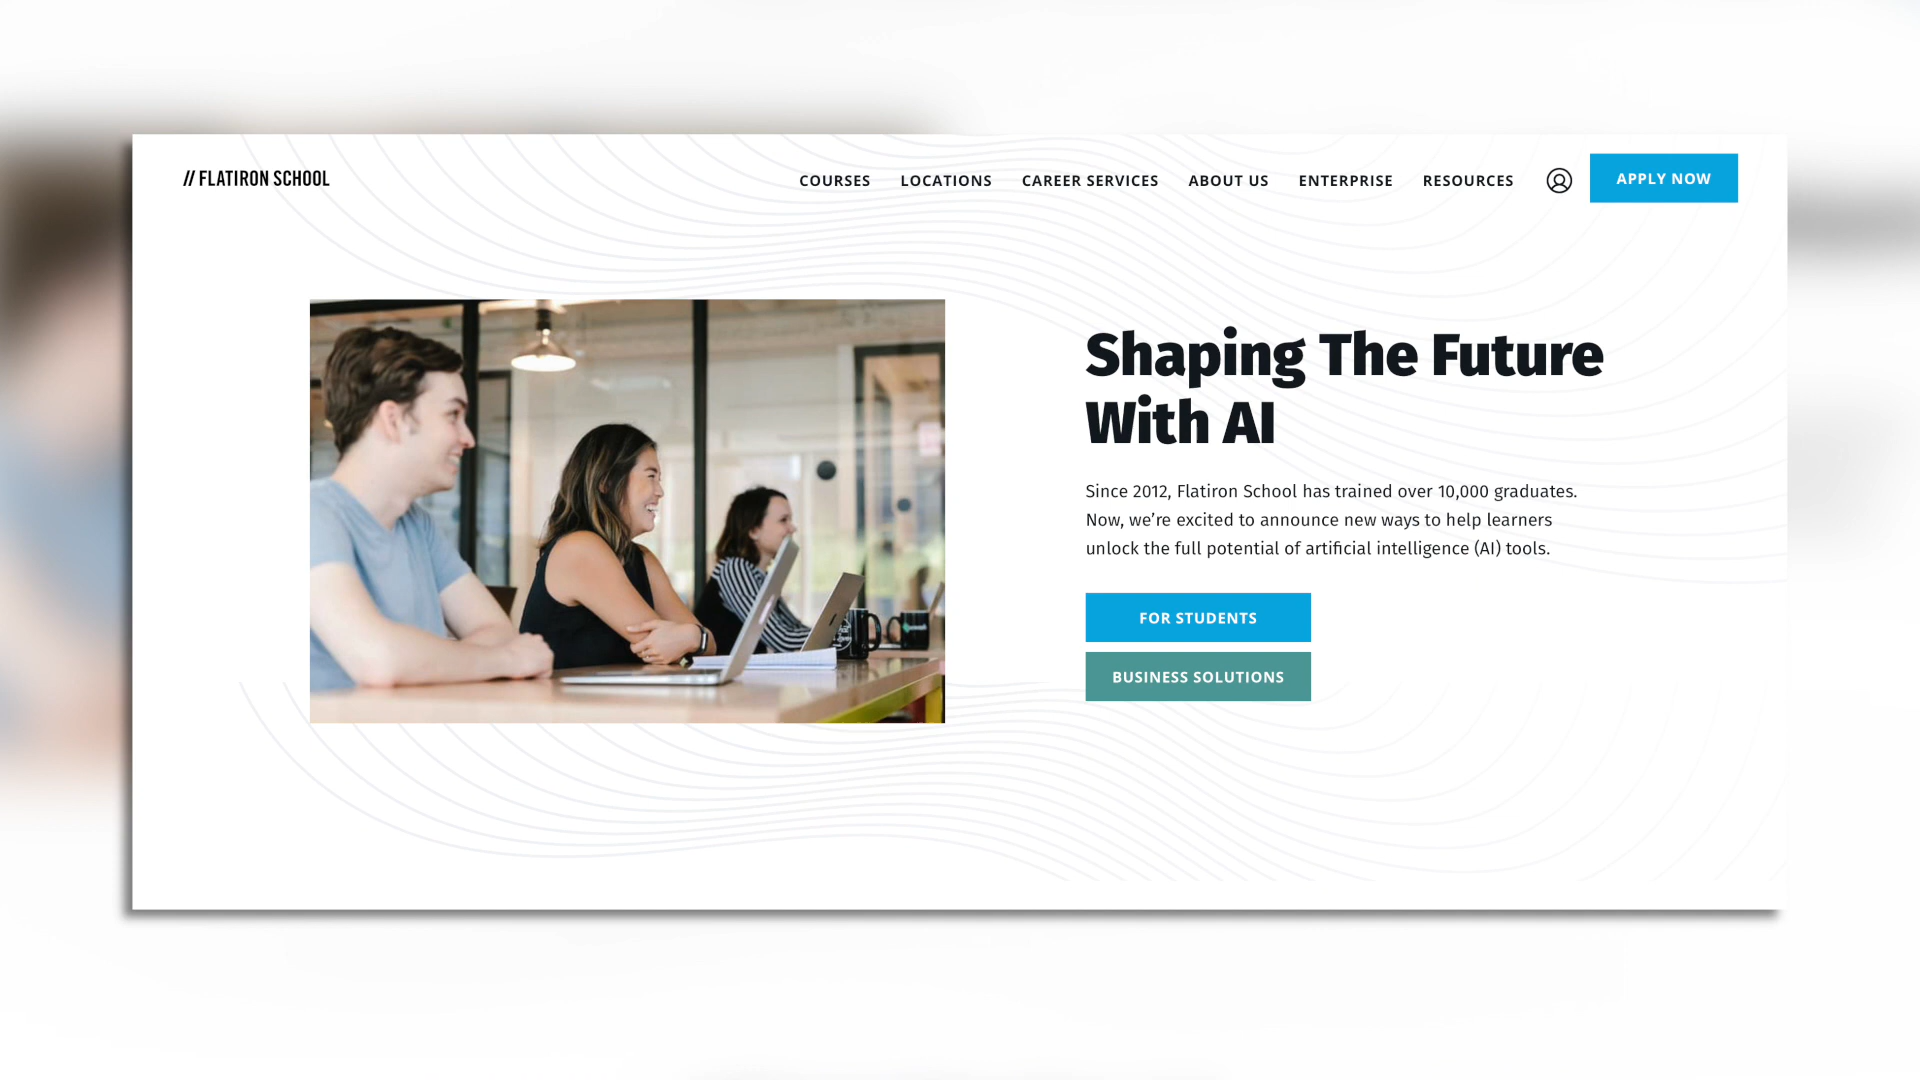 // FLATIRON SCHOOL
COURSES LOCATIONS CAREER SERVICES ABOUT US ENTERPRISE RESOURCES APPLY NOW
Shaping The Future
With AI
Since 2012, Flatiron School has trained over 10,000 graduates.
Now, we’re excited to announce new ways to help learners
unlock the full potential of artificial intelligence (AI) tools.
FOR STUDENTS
BUSINESS SOLUTIONS